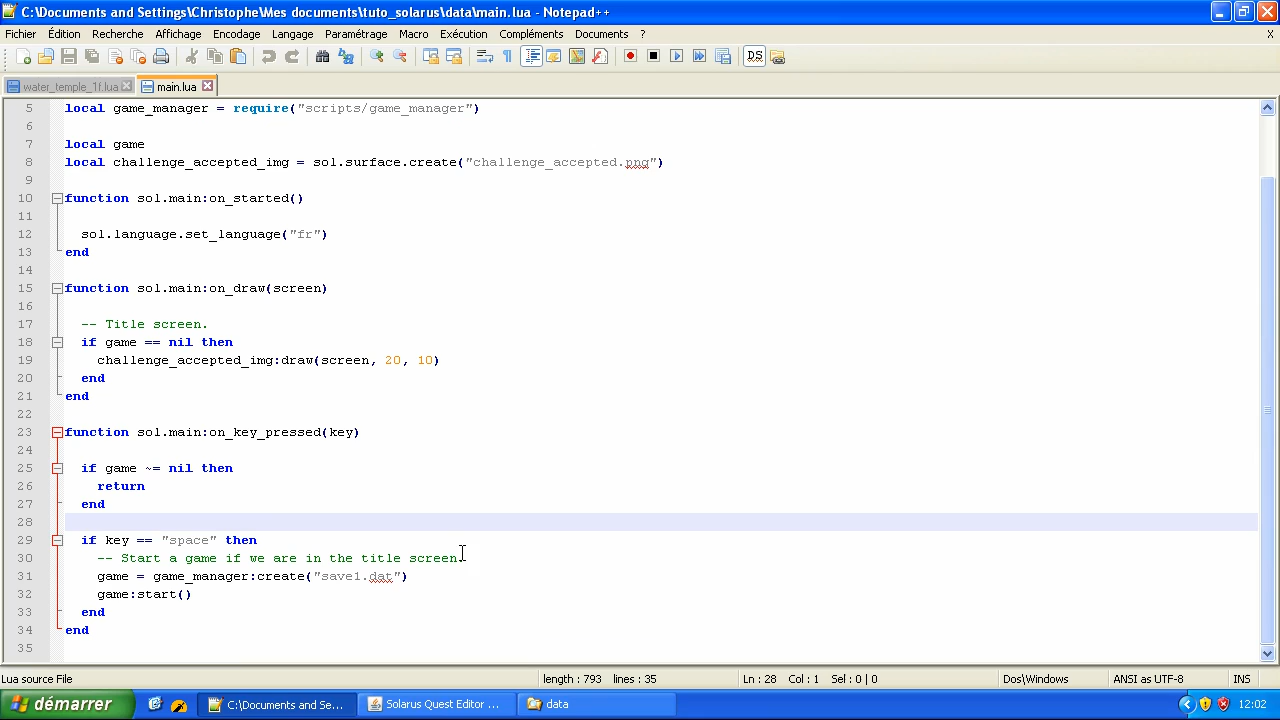 C:\Documents and Settings\Christophe\Mes documents\tuto_solarus\data\main.lua - Notepad++
Fichier Édition Recherche Affichage Encodage Langage Paramétrage Macro Exécution Compléments Documents ? X
water_temple_1f.lua main.lua
5 local game_manager = require("scripts/game_manager")
6
7 local game
8 local challenge_accepted_img = sol.surface.create("challenge_accepted.png")
9
10 function sol.main:on_started()
11
12 sol.language.set_language("fr")
13 end
14
15 function sol.main:on_draw(screen)
16
17 -- Title screen.
18 if game == nil then
19 challenge_accepted_img:draw(screen, 20, 10)
20 end
21 end
22
23 function sol.main:on_key_pressed(key)
24
25 if game ~= nil then
26 return
27 end
28
29 if key == "space" then
30 -- Start a game if we are in the title screen.
31 game = game_manager:create("save1.dat")
32 game:start()
33 end
34 end
35
Lua source File length : 793 lines : 35 Ln : 28 Col : 1 Sel : 0 | 0 Dos\Windows ANSI as UTF-8 INS
démarrer C:\Documents and Se... Solarus Quest Editor ... data 12:02